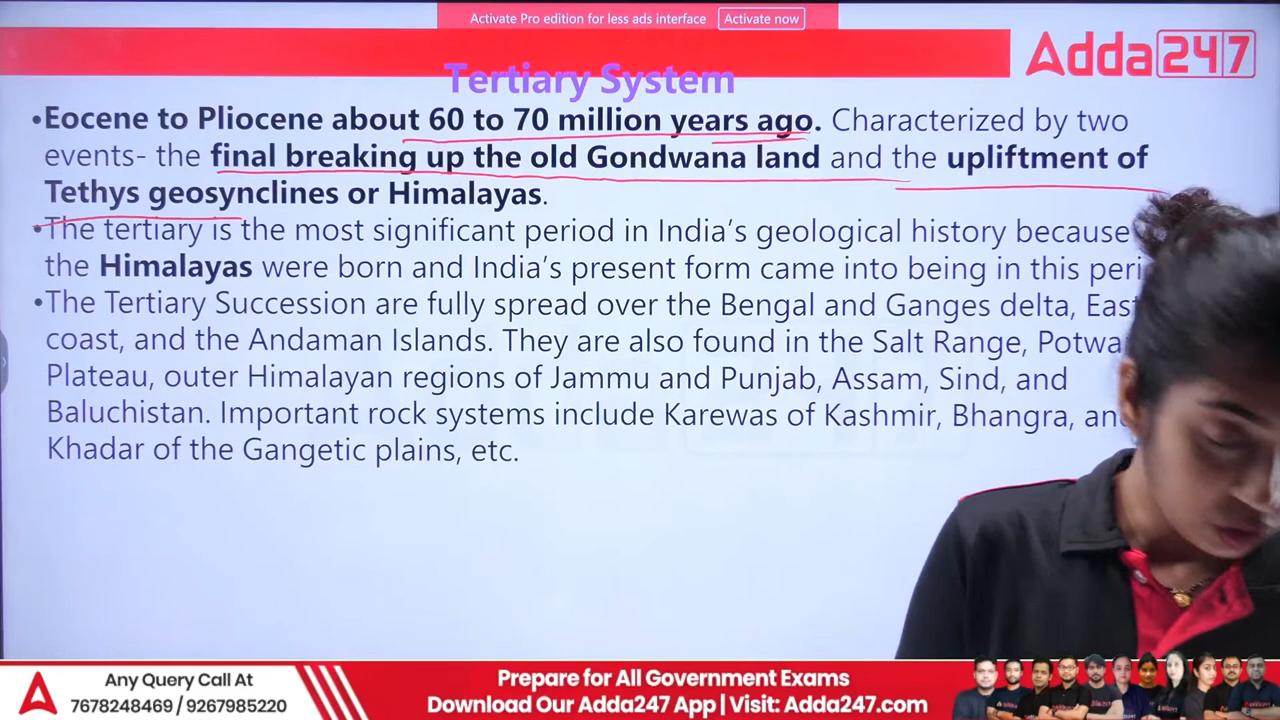 Activate Pro edition for less ads interface Activate now
Adda 247
Tertiary System
•Eocene to Pliocene about 60 to 70 million years ago. Characterized by two
events- the final breaking up the old Gondwana land and the upliftment of
Tethys geosynclines or Himalayas.
•The tertiary is the most significant period in India's geological history because
the Himalayas were born and India's present form came into being in this
•The Tertiary Succession are fully spread over the Bengal and Ganges delta, East
coast, and the Andaman Islands. They are also found in the Salt Range,
Plateau, outer Himalayan regions of Jammu and Punjab, Assam, Sind, and
Baluchistan. Important rock systems include Karewas of Kashmir, Bhangra,
Khadar of the Gangetic plains, etc.
Any Query Call At
7678248469 / 9267985220
Prepare for All Government Exams
Download Our Adda247 App | Visit: Adda247.com